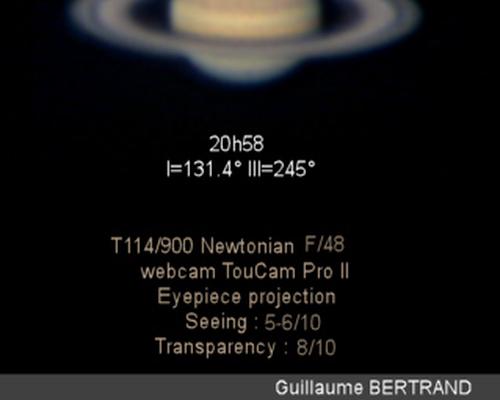 20h58
I=131.4° III=245°
T114/900 Newtonian F/48
webcam TouCam Pro II
Eyepiece projection
Seeing : 5-6/10
Transparency : 8/10
Guillaume BERTRAND